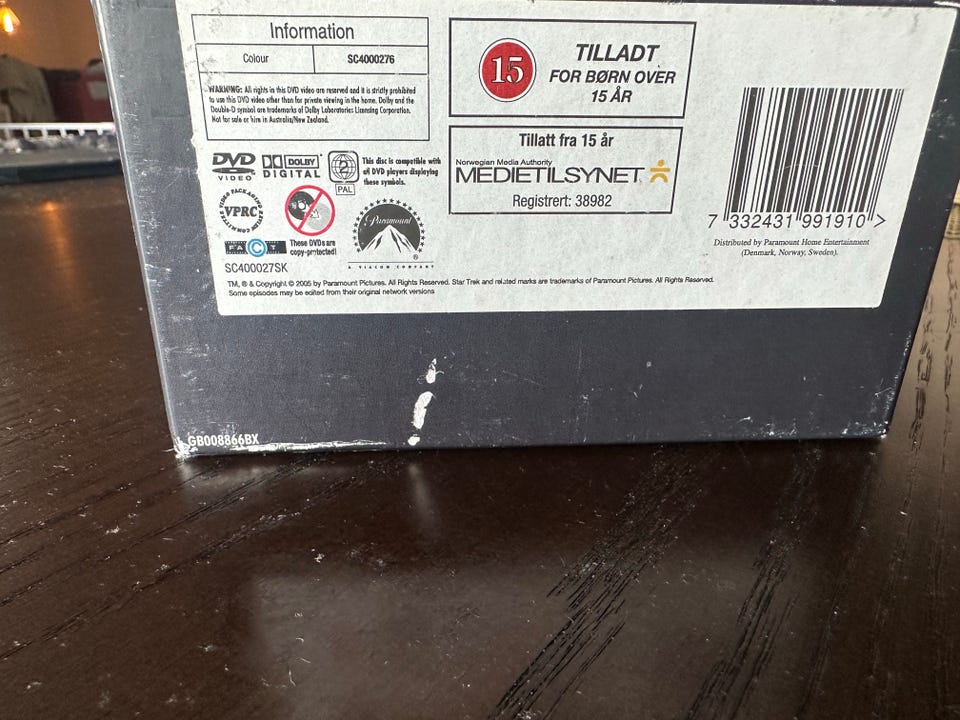 Information
Colour SC4000276
WARNING: All rights in this DVD video are reserved and it is strictly prohibited
to use this DVD video other than for private viewing in the home. Dolby and the
Double-D symbol are trademarks of Dolby Laboratories Licensing Corporation.
Not for sale or hire in Australia/New Zealand.
DVD
VIDEO
DOLBY
DIGITAL
2
PAL
This disc is compatible with
all DVD players displaying
these symbols.
VIDEO PACKAGING REVIEW COMMITTEE
VPRC
FACT
These DVDs are
copy-protected!
Paramount
®
A VIACOM COMPANY
SC400027SK
TM, ® & Copyright © 2005 by Paramount Pictures. All Rights Reserved. Star Trek and related marks are trademarks of Paramount Pictures. All Rights Reserved.
Some episodes may be edited from their original network versions
15
TILLADT
FOR BØRN OVER
15 ÅR
Tillatt fra 15 år
Norwegian Media Authority
MEDIETILSYNET
Registrert: 38982
7 332431 991910 >
Distributed by Paramount Home Entertainment
(Denmark, Norway, Sweden).
GB008866BX